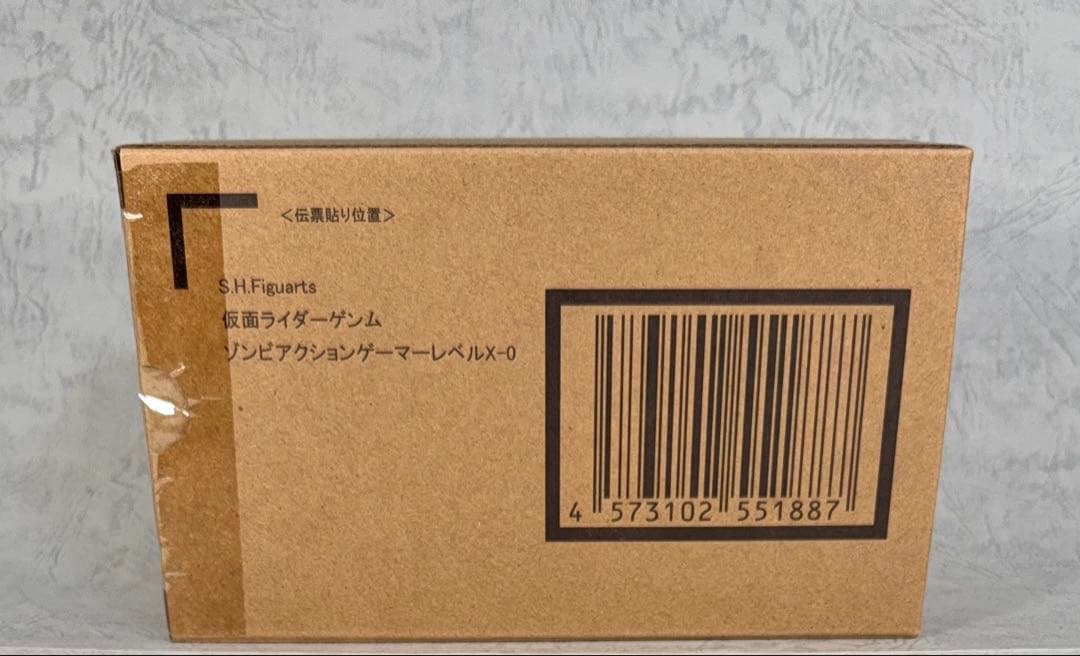 ＜伝票貼り位置＞
S.H.Figuarts
仮面ライダーゲンム
ゾンビアクションゲーマーレベルX-0
4 573102 551887